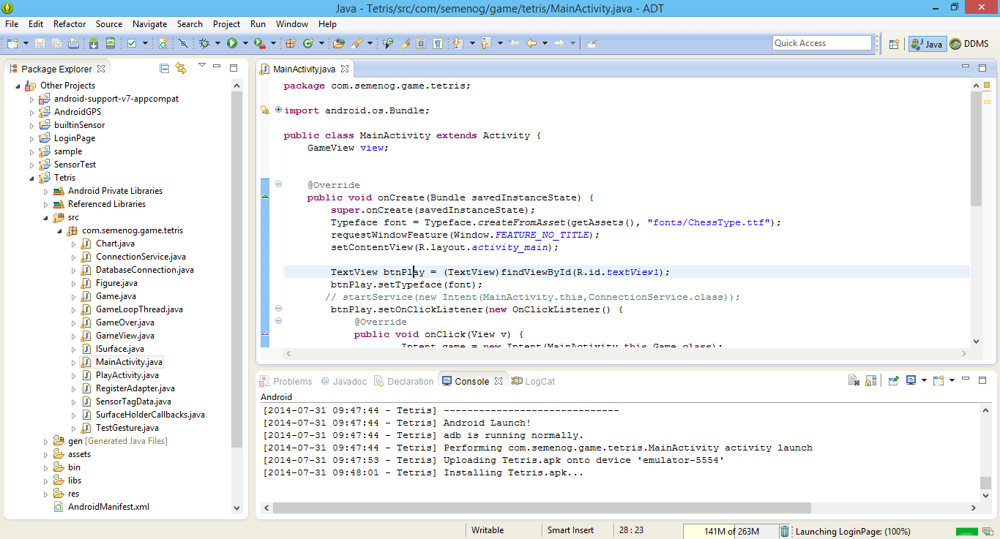 Java - Tetris/src/com/semenog/game/tetris/MainActivity.java - ADT
File Edit Refactor Source Navigate Search Project Run Window Help
Quick Access
Java
DDMS
Package Explorer
Other Projects
android-support-v7-appcompat
AndroidGPS
builtinSensor
LoginPage
sample
SensorTest
Tetris
Android Private Libraries
Referenced Libraries
src
com.semenog.game.tetris
Chart.java
ConnectionService.java
DatabaseConnection.java
Figure.java
Game.java
GameLoopThread.java
GameOver.java
GameView.java
ISurface.java
MainActivity.java
PlayActivity.java
RegisterAdapter.java
SensorTagData.java
SurfaceHolderCallbacks.java
TestGesture.java
gen [Generated Java Files]
assets
bin
libs
res
AndroidManifest.xml
MainActivity.java
package com.semenog.game.tetris;
import android.os.Bundle;
public class MainActivity extends Activity {
GameView view;
@Override
public void onCreate(Bundle savedInstanceState) {
super.onCreate(savedInstanceState);
Typeface font = Typeface.createFromAsset(getAssets(), "fonts/ChessType.ttf");
requestWindowFeature(Window.FEATURE_NO_TITLE);
setContentView(R.layout.activity_main);
TextView btnPlay = (TextView)findViewById(R.id.textView1);
btnPlay.setTypeface(font);
// startService(new Intent(MainActivity.this,ConnectionService.class));
btnPlay.setOnClickListener(new OnClickListener() {
@Override
public void onClick(View v) {
Intent game = new Intent(MainActivity.this,Game.class);
Problems @ Javadoc Declaration Console LogCat
Android
[2014-07-31 09:47:44 - Tetris] ------------------------------
[2014-07-31 09:47:44 - Tetris] Android Launch!
[2014-07-31 09:47:44 - Tetris] adb is running normally.
[2014-07-31 09:47:44 - Tetris] Performing com.semenog.game.tetris.MainActivity activity launch
[2014-07-31 09:47:53 - Tetris] Uploading Tetris.apk onto device 'emulator-5554'
[2014-07-31 09:48:01 - Tetris] Installing Tetris.apk...
Writable
Smart Insert
28 : 23
141M of 263M
Launching LoginPage: (100%)